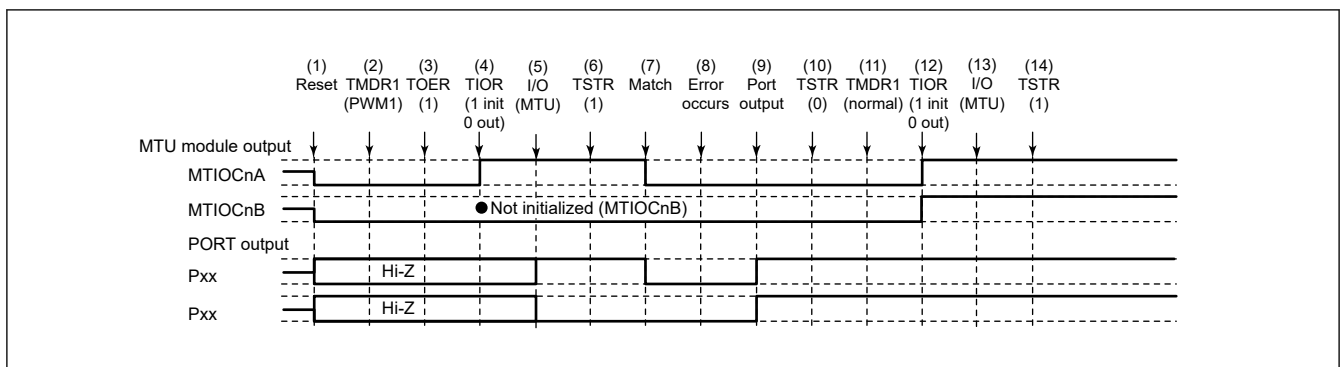 (1) (2) (3) (4) (5) (6) (7) (8) (9) (10) (11) (12) (13) (14)
Reset TMDR1 TOER TIOR I/O TSTR Match Error Port TSTR TMDR1 TIOR I/O TSTR
(PWM1) (1) (1 init (MTU) (1) occurs output (0) (normal) (1 init (MTU) (1)
0 out) 0 out)
MTU module output
MTIOCnA
MTIOCnB ●Not initialized (MTIOCnB)
PORT output
Pxx Hi-Z
Pxx Hi-Z